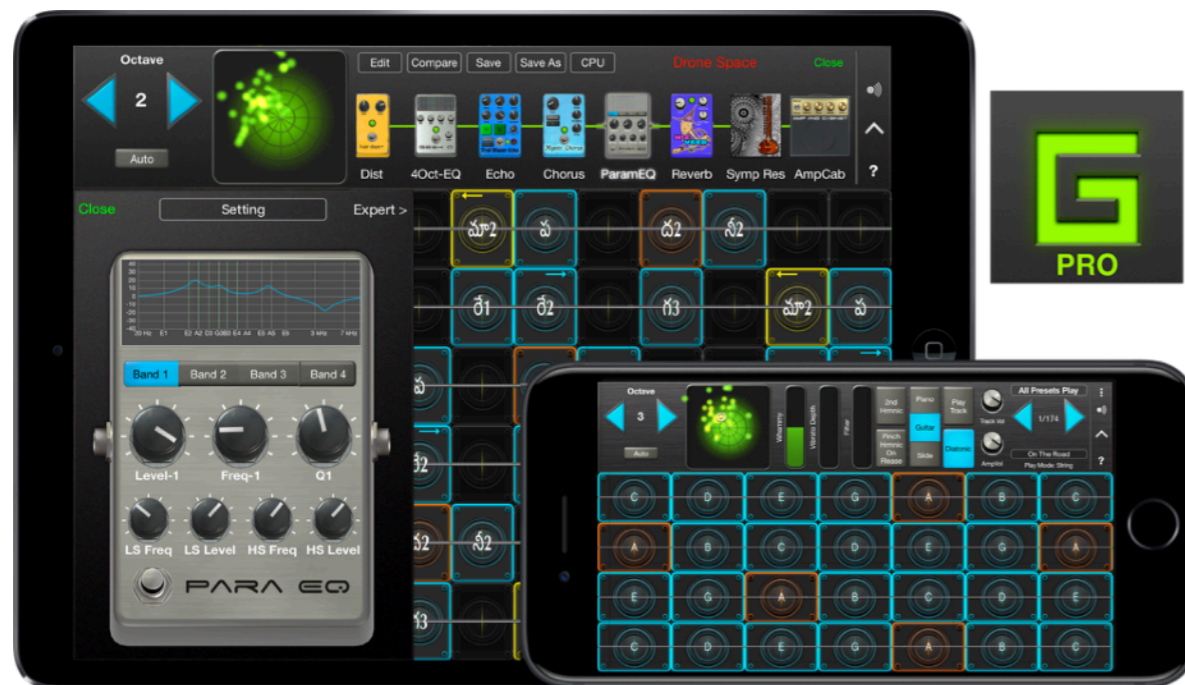 Octave
2
Auto
Edit Compare Save Save As CPU Drone Space Close
?
Dist 4Oct-EQ Echo Chorus ParamEQ Reverb Symp Res AmpCab
Close Setting Expert >
Band 1 Band 2 Band 3 Band 4
Level-1 Freq-1 Q1
LS Freq LS Level HS Freq HS Level
PARA EQ
మా2 ప ద2 నీ2
రే1 రే2 గ3 మా2 ప
నీ2
G
PRO
Octave
3
Auto
Whammy
Vibrato Depth
Filter
2nd Hrmnic
Pinch Hrmnic On Rlease
Piano
Guitar
Slide
Play Track
Diatonic
Track Vol
AmpVol
All Presets Play
1/174
On The Road
Play Mode: String
?
C D E G A B C
A B C D E G A
E G A B C D E
C D E G A B C